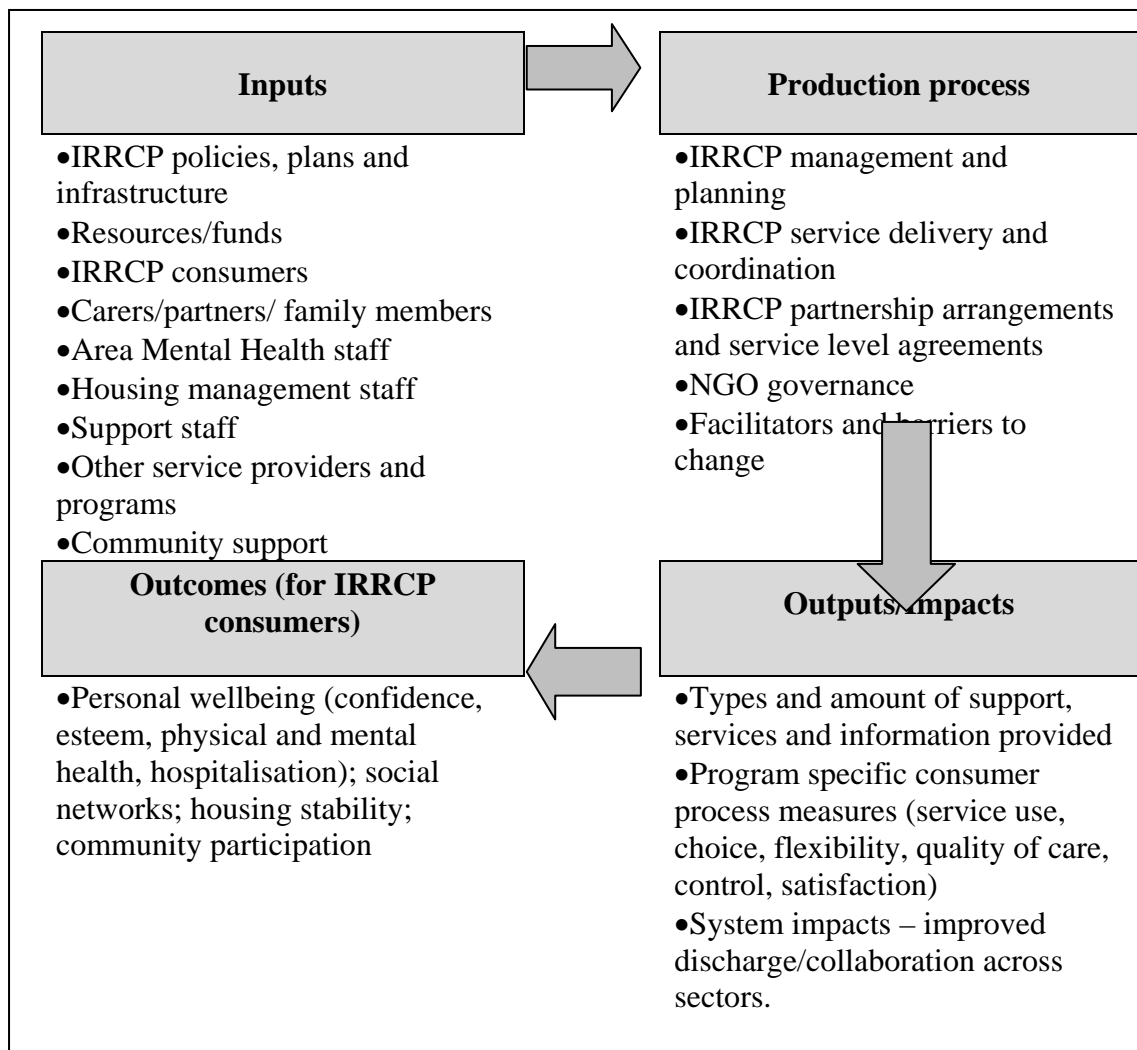 Inputs
•IRRCP policies, plans and
infrastructure
•Resources/funds
•IRRCP consumers
•Carers/partners/ family members
•Area Mental Health staff
•Housing management staff
•Support staff
•Other service providers and
programs
•Community support
Production process
•IRRCP management and
planning
•IRRCP service delivery and
coordination
•IRRCP partnership arrangements
and service level agreements
•NGO governance
•Facilitators and barriers to
change
Outputs/Impacts
•Types and amount of support,
services and information provided
•Program specific consumer
process measures (service use,
choice, flexibility, quality of care,
control, satisfaction)
•System impacts – improved
discharge/collaboration across
sectors.
Outcomes (for IRRCP
consumers)
•Personal wellbeing (confidence,
esteem, physical and mental
health, hospitalisation); social
networks; housing stability;
community participation